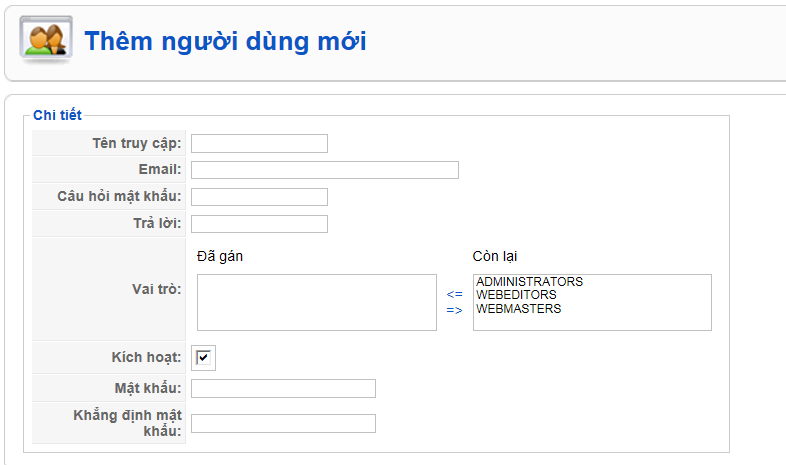 Thêm người dùng mới
Chi tiết
Tên truy cập:
Email:
Câu hỏi mật khẩu:
Trả lời:
Đã gán
Còn lại
Vai trò:
<=
=>
ADMINISTRATORS
WEBEDITORS
WEBMASTERS
Kích hoạt:
Mật khẩu:
Khẳng định mật
khẩu: